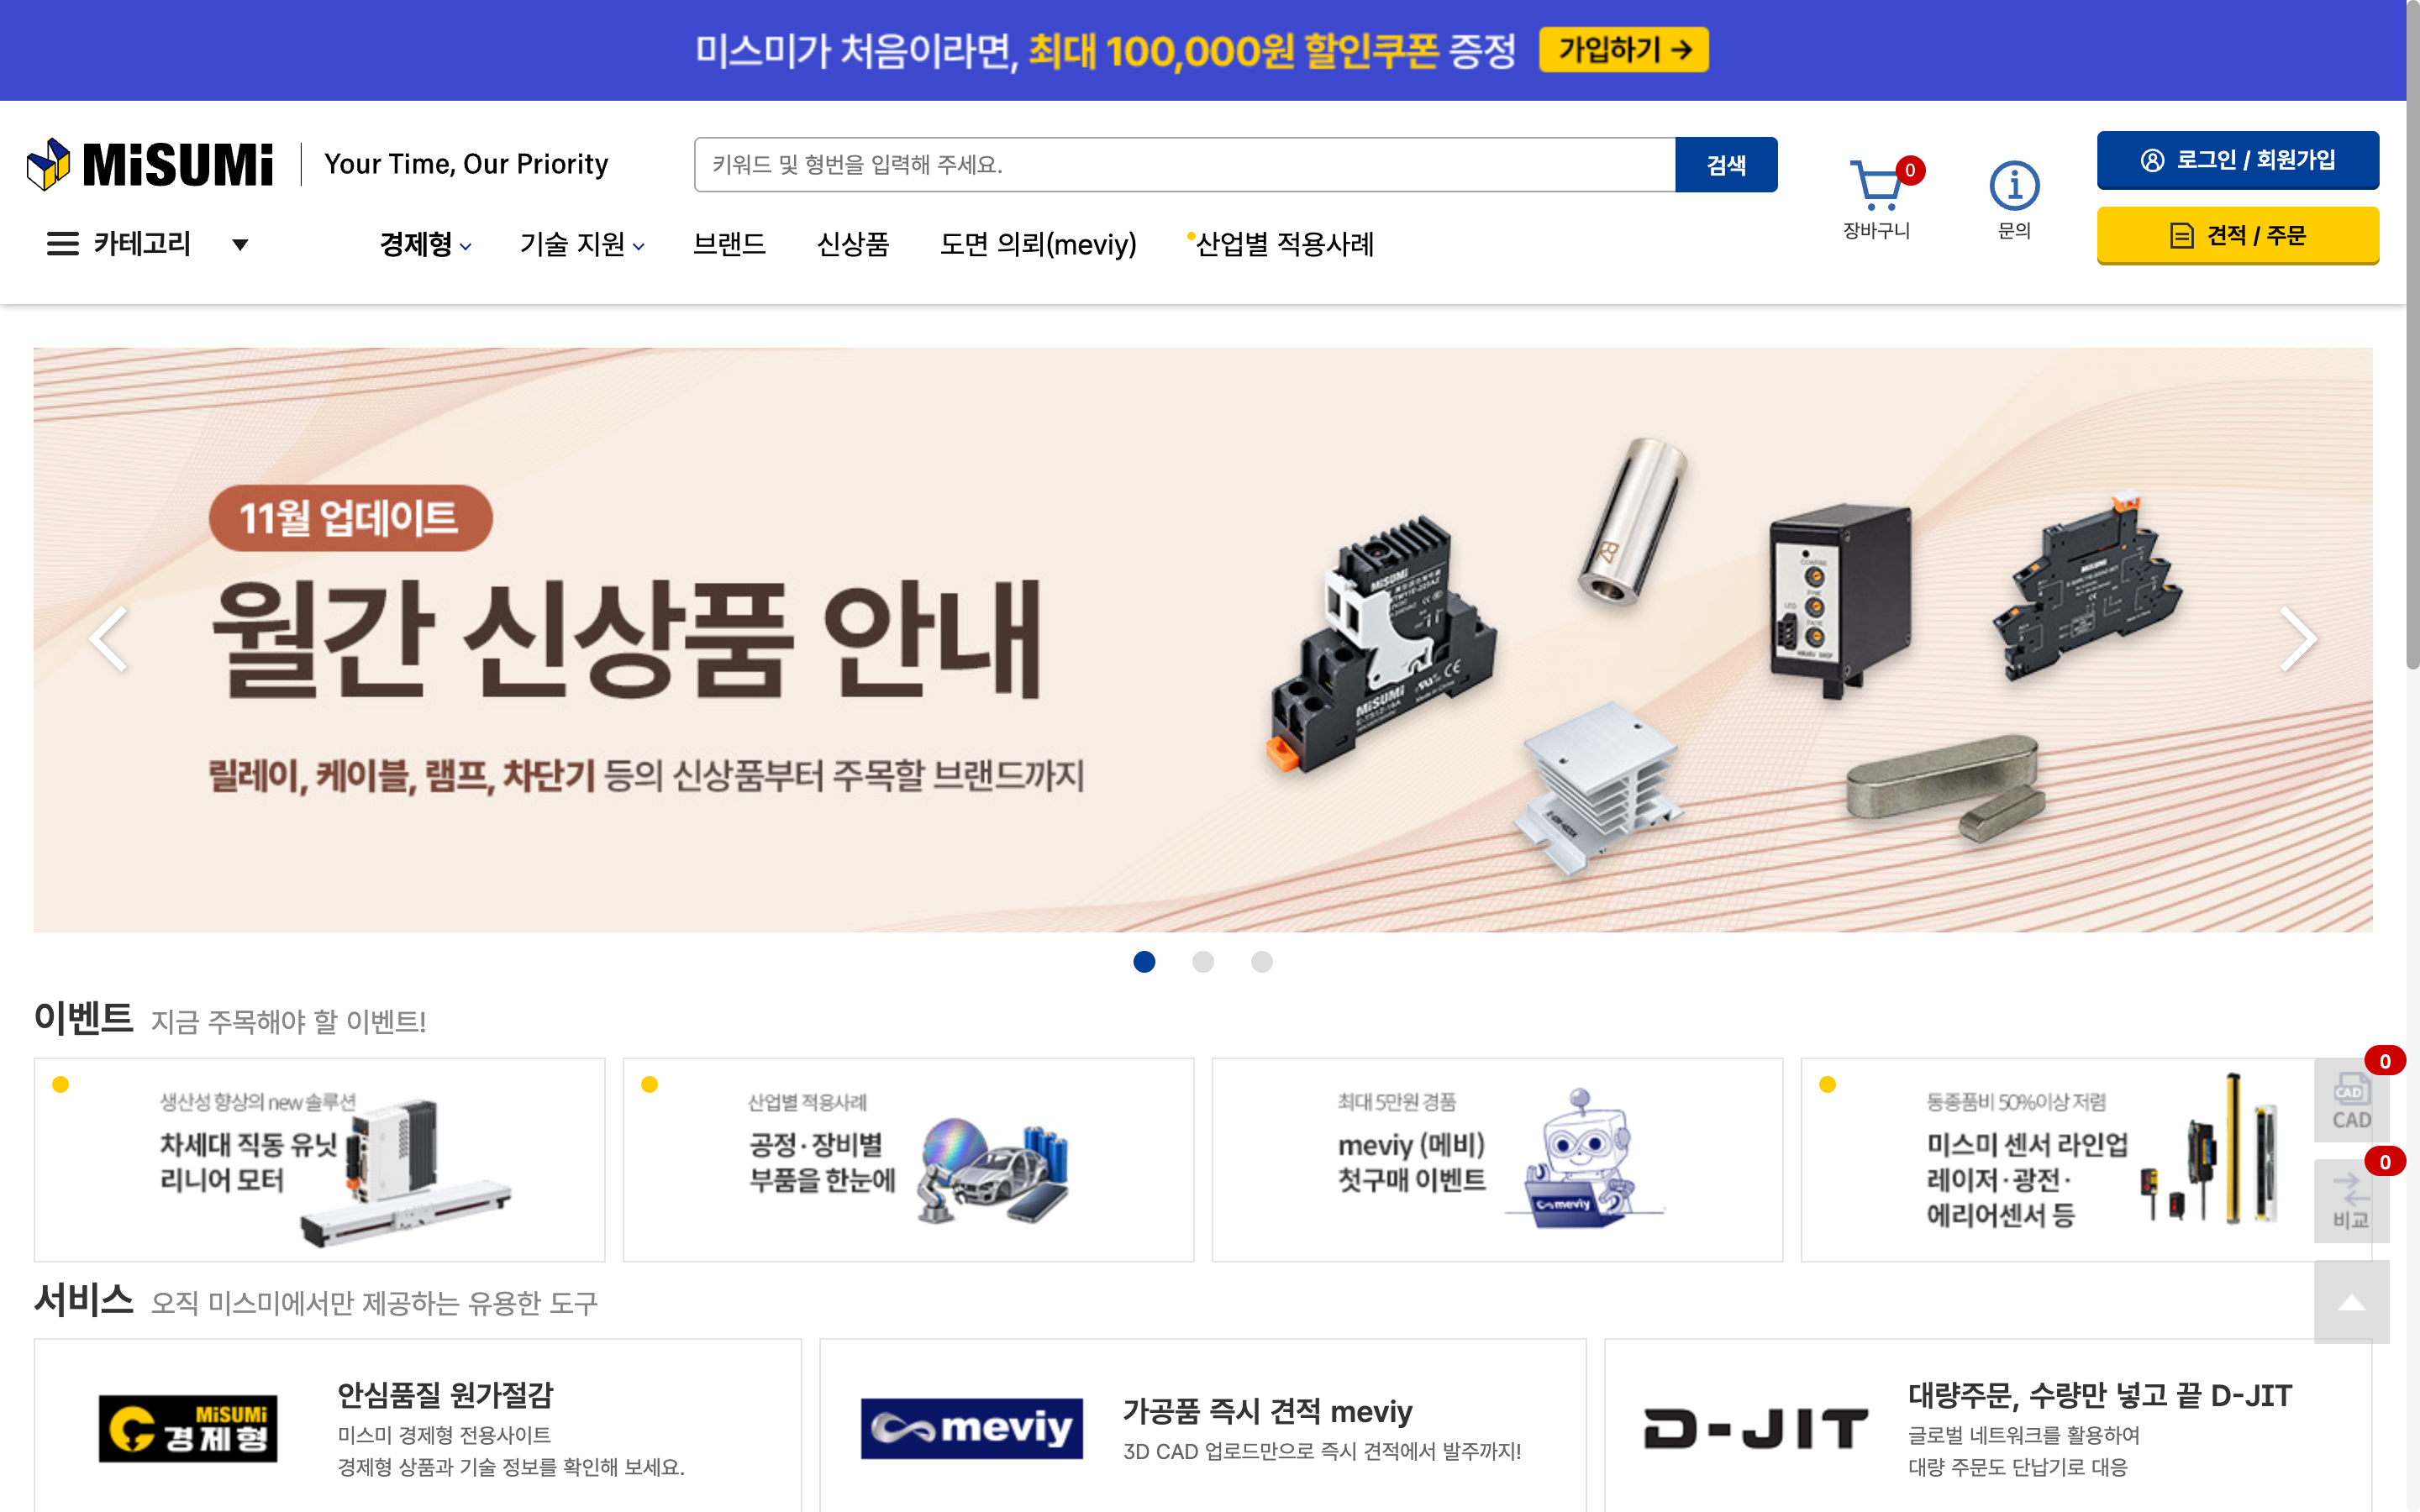 미스미가 처음이라면, 최대 100,000원 할인쿠폰 증정 가입하기 →
MiSUMi Your Time, Our Priority
키워드 및 형번을 입력해 주세요. 검색
장바구니 0
문의
로그인 / 회원가입
견적 / 주문
카테고리 경제형 기술 지원 브랜드 신상품 도면 의뢰(meviy) 산업별 적용사례
11월 업데이트
월간 신상품 안내
릴레이, 케이블, 램프, 차단기 등의 신상품부터 주목할 브랜드까지
MiSUMi
MiSUMi
이벤트 지금 주목해야 할 이벤트!
생산성 향상의 new 솔루션
차세대 직동 유닛
리니어 모터
산업별 적용사례
공정·장비별
부품을 한눈에
최대 5만원 경품
meviy (메비)
첫구매 이벤트
meviy
동종품비 50%이상 저렴
미스미 센서 라인업
레이저·광전·
에리어센서 등
0
CAD
CAD
0
비교
서비스 오직 미스미에서만 제공하는 유용한 도구
MiSUMi
경제형
안심품질 원가절감
미스미 경제형 전용사이트
경제형 상품과 기술 정보를 확인해 보세요.
meviy
가공품 즉시 견적 meviy
3D CAD 업로드만으로 즉시 견적에서 발주까지!
D-JIT
대량주문, 수량만 넣고 끝 D-JIT
글로벌 네트워크를 활용하여
대량 주문도 단납기로 대응